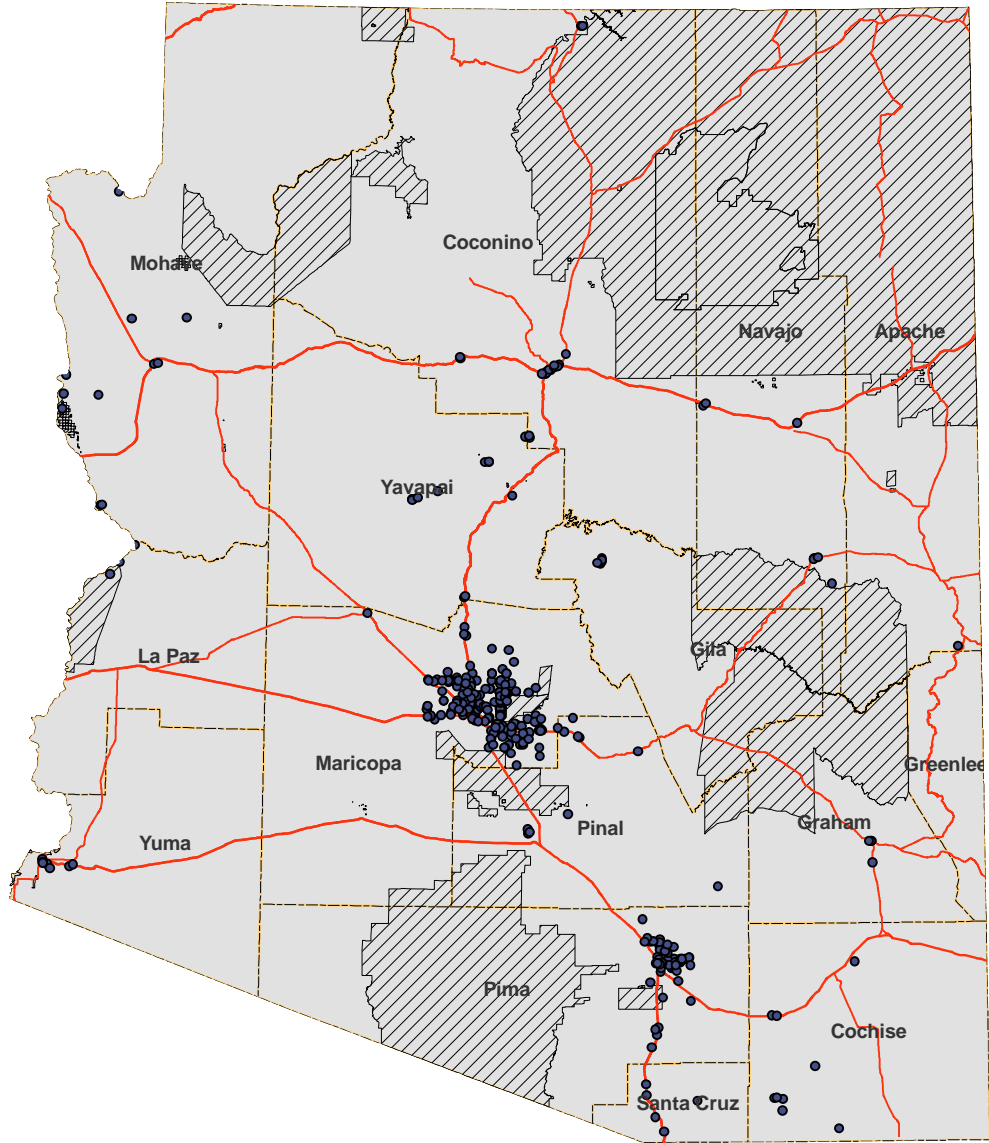 Coconino
Mohave
Navajo
Apache
Yavapai
La Paz
Gila
Maricopa
Greenlee
Yuma
Pinal
Graham
Pima
Cochise
Santa Cruz